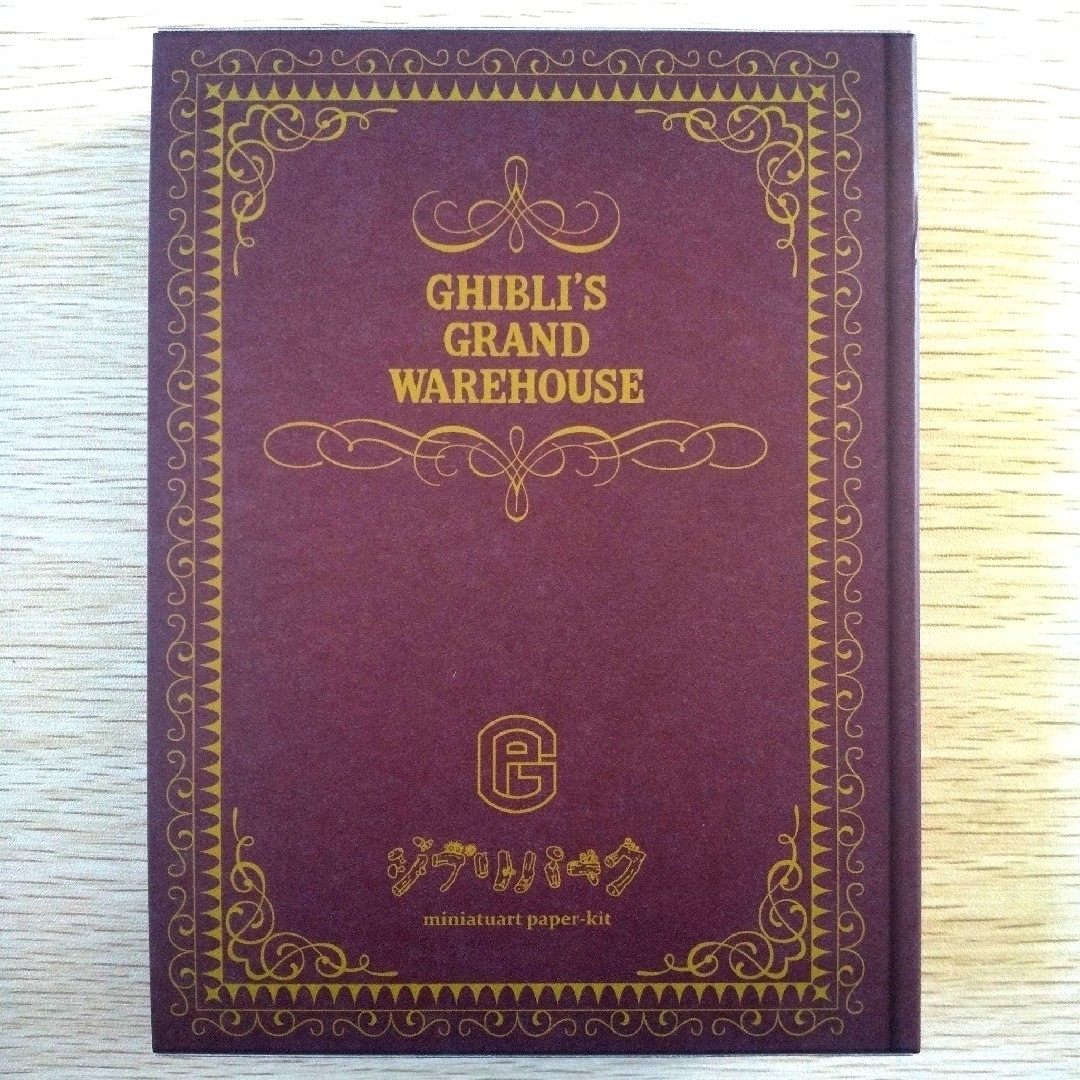 GHIBLI'S
GRAND
WAREHOUSE
ジブリパーク
miniatuart paper-kit